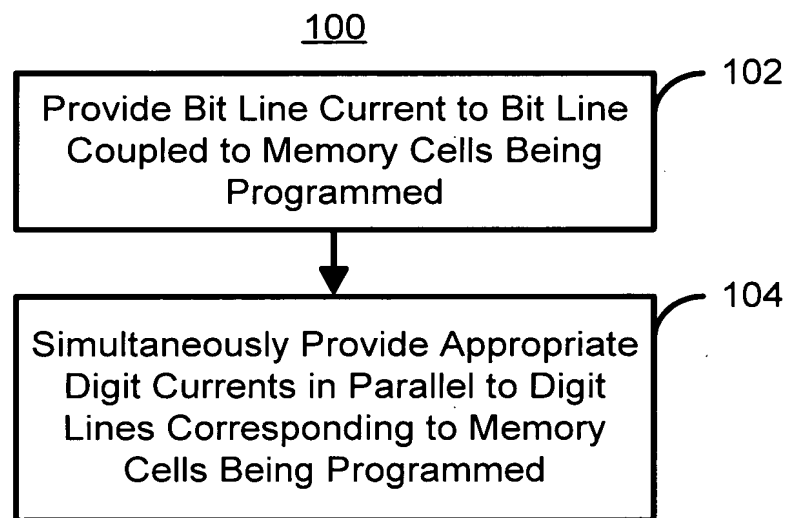 100
102
Provide Bit Line Current to Bit Line
Coupled to Memory Cells Being
Programmed
104
Simultaneously Provide Appropriate
Digit Currents in Parallel to Digit
Lines Corresponding to Memory
Cells Being Programmed